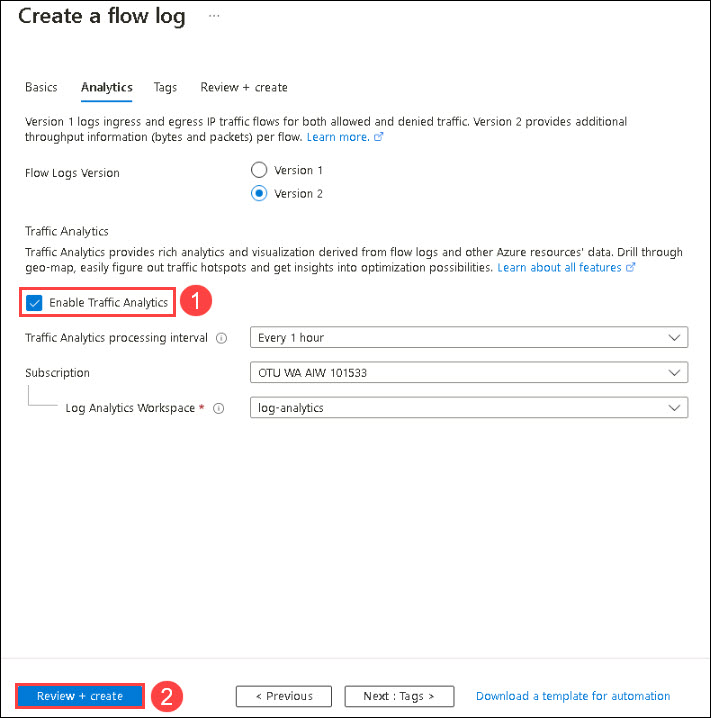 Create a flow log ...
Basics Analytics Tags Review + create
Version 1 logs ingress and egress IP traffic flows for both allowed and denied traffic. Version 2 provides additional
throughput information (bytes and packets) per flow. Learn more.
Flow Logs Version
Version 1
Version 2
Traffic Analytics
Traffic Analytics provides rich analytics and visualization derived from flow logs and other Azure resources' data. Drill through
geo-map, easily figure out traffic hotspots and get insights into optimization possibilities. Learn about all features
Enable Traffic Analytics 1
Traffic Analytics processing interval Every 1 hour
Subscription OTU WA AIW 101533
Log Analytics Workspace * log-analytics
Review + create 2 < Previous Next : Tags > Download a template for automation